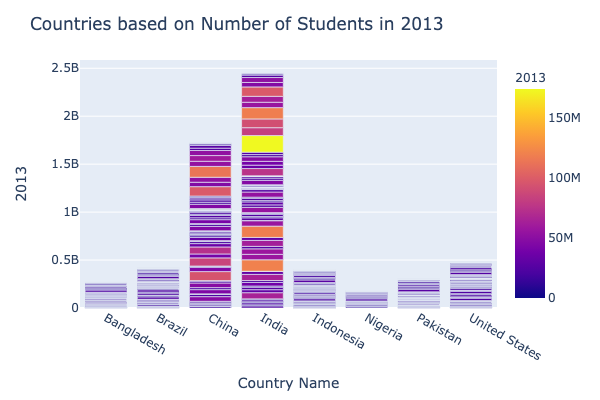 Countries based on Number of Students in 2013
2013
2.5B
2B
1.5B
1B
0.5B
0
2013
150M
100M
50M
0
Bangladesh
Brazil
China
India
Indonesia
Nigeria
Pakistan
United States
Country Name